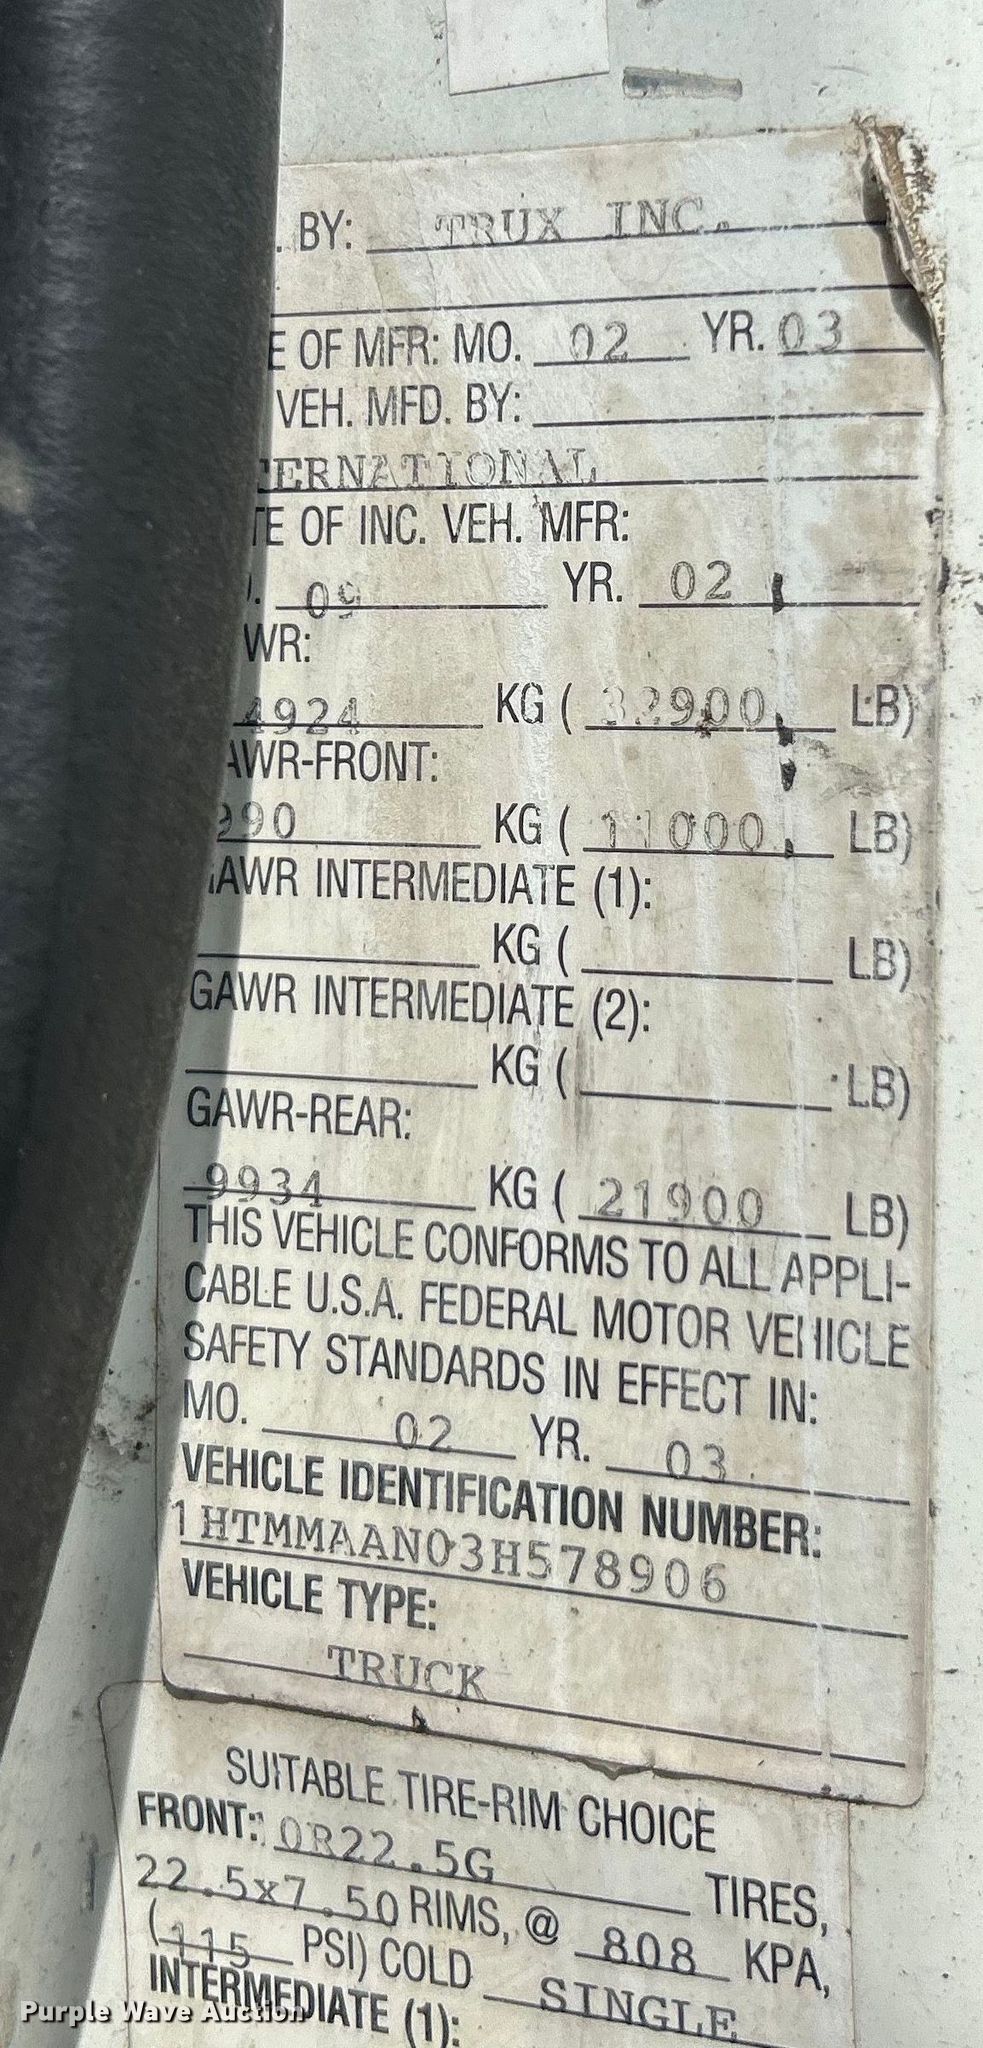 . BY: TRUX INC.
E OF MFR: MO. 02 YR. 03
VEH. MFD. BY:
TERNATIONAL
TE OF INC. VEH. MFR:
. 09 YR. 02
WR:
4924 KG ( 32900 LB)
AWR-FRONT:
990 KG ( 11000 LB)
GAWR INTERMEDIATE (1):
KG ( LB)
GAWR INTERMEDIATE (2):
KG ( LB)
GAWR-REAR:
9934 KG ( 21900 LB)
THIS VEHICLE CONFORMS TO ALL APPLI-
CABLE U.S.A. FEDERAL MOTOR VEHICLE
SAFETY STANDARDS IN EFFECT IN:
MO. 02 YR. 03
VEHICLE IDENTIFICATION NUMBER:
1HTMMAAN03H578906
VEHICLE TYPE:
TRUCK
SUITABLE TIRE-RIM CHOICE
FRONT: 10R22.5G TIRES,
22.5x7.50 RIMS, @ 808 KPA,
(115 PSI) COLD SINGLE
INTERMEDIATE (1):
Purple Wave Auction